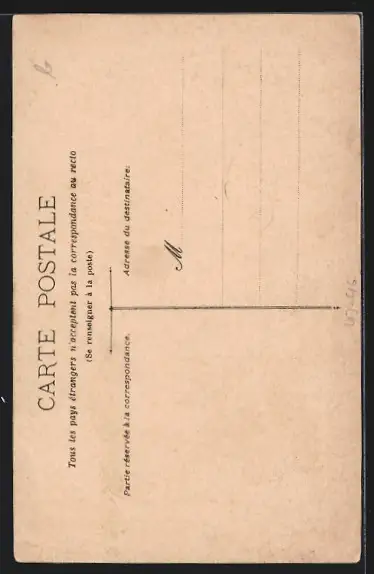 CARTE POSTALE
Tous les pays étrangers n'acceptent pas la correspondance au recto
(Se renseigner à la poste)
Partie réservée à la correspondance.
Adresse du destinataire.
M